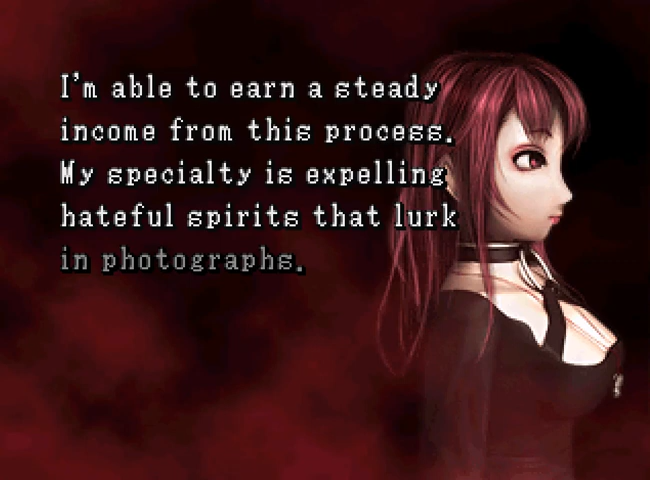 I'm able to earn a steady
income from this process.
My specialty is expelling
hateful spirits that lurk
in photographs.